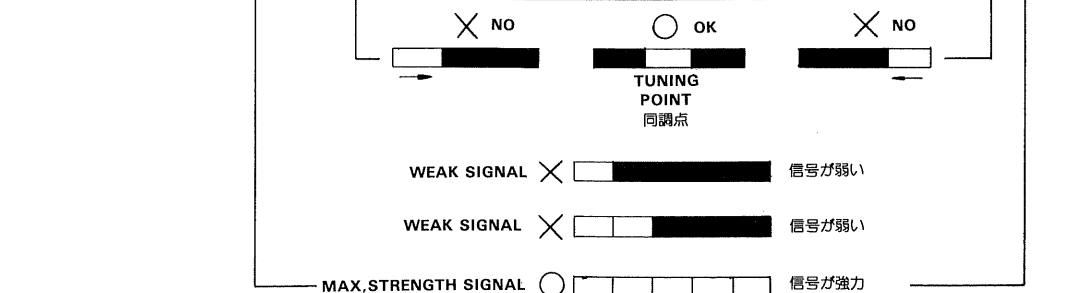 NO OK NO
TUNING
POINT
同調点
WEAK SIGNAL 信号が弱い
WEAK SIGNAL 信号が弱い
MAX,STRENGTH SIGNAL 信号が強力